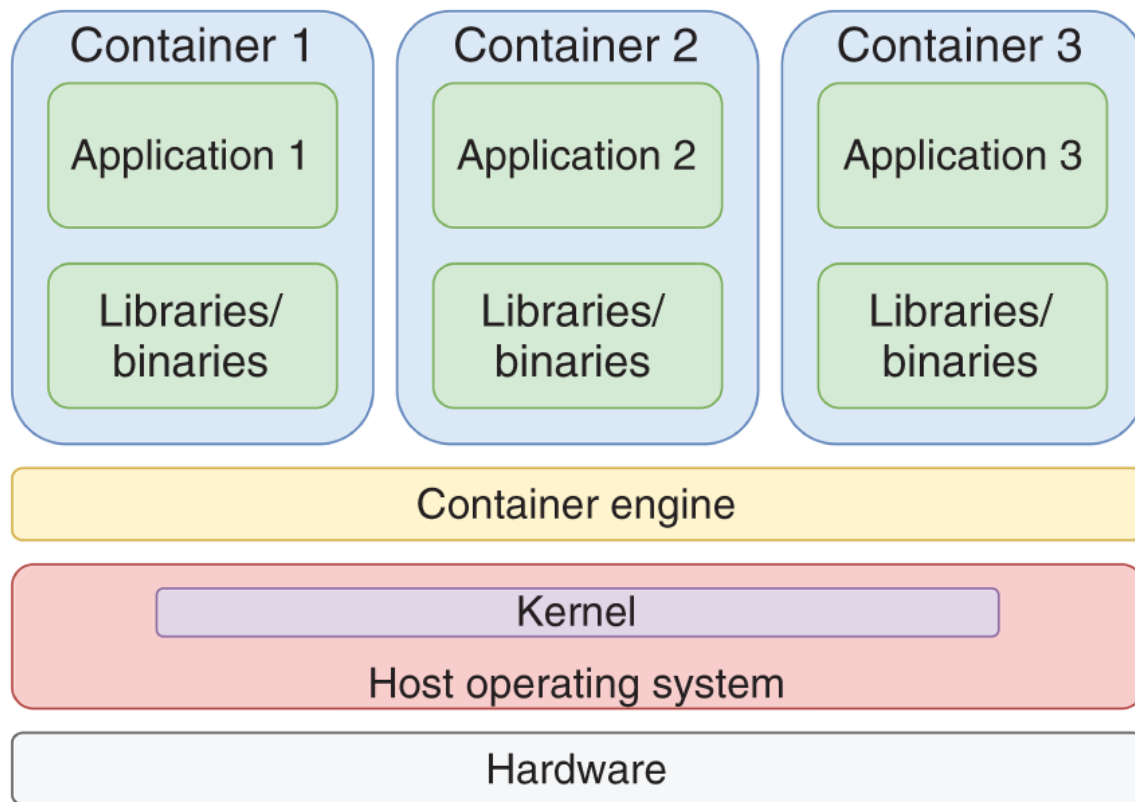 Container 1
Container 2
Container 3
Application 1
Application 2
Application 3
Libraries/
binaries
Libraries/
binaries
Libraries/
binaries
Container engine
Kernel
Host operating system
Hardware